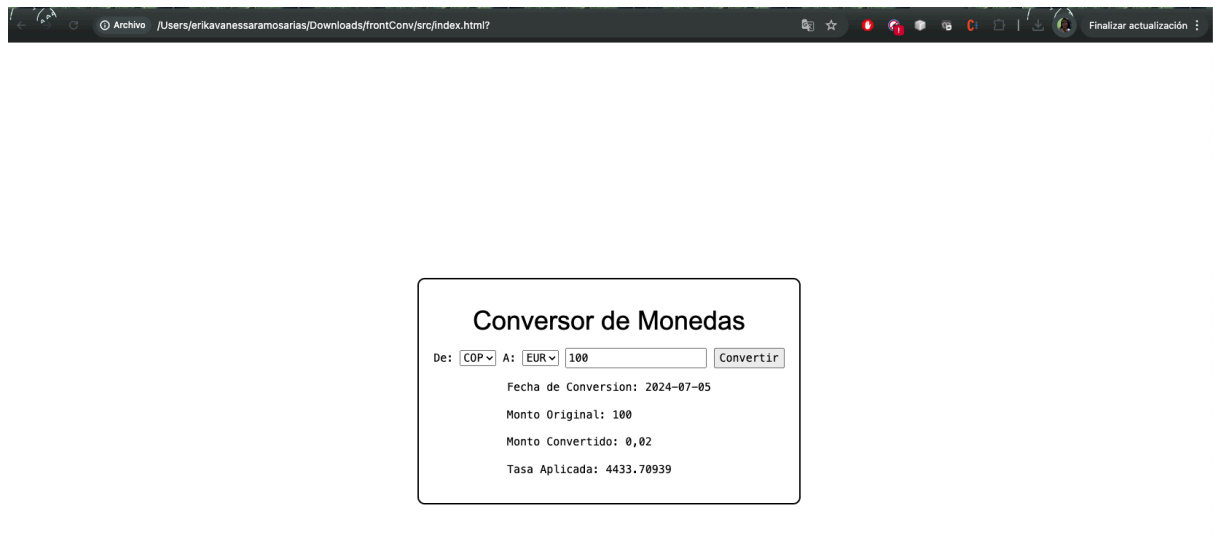 Archivo /Users/erikavanessaramosarias/Downloads/frontConv/src/index.html? Finalizar actualización
Conversor de Monedas
De: COP A: EUR 100 Convertir
Fecha de Conversion: 2024-07-05
Monto Original: 100
Monto Convertido: 0,02
Tasa Aplicada: 4433.70939